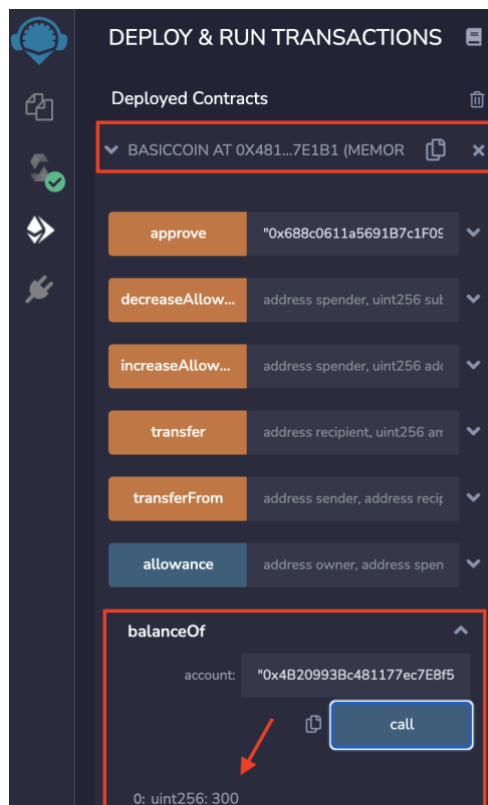 DEPLOY & RUN TRANSACTIONS
Deployed Contracts
BASICCOIN AT 0X481...7E1B1 (MEMOR
approve "0x688c0611a5691B7c1F09
decreaseAllow... address spender, uint256 sub
increaseAllow... address spender, uint256 add
transfer address recipient, uint256 am
transferFrom address sender, address recip
allowance address owner, address spen
balanceOf
account: "0x4B20993Bc481177ec7E8f5
call
0: uint256: 300